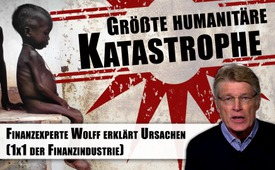 GRÖßTE HUMANITÄRE
KATASTROPHE
FINANZEXPERTE WOLFF ERKLÄRT URSACHEN
(1X1 DER FINANZINDUSTRIE)